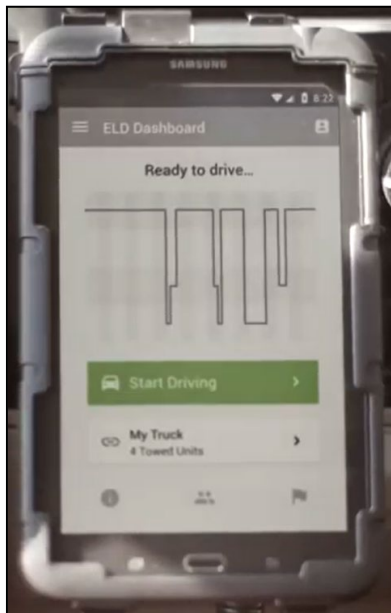 SAMSUNG
8:22
ELD Dashboard
Ready to drive...
Start Driving
My Truck
4 Towed Units